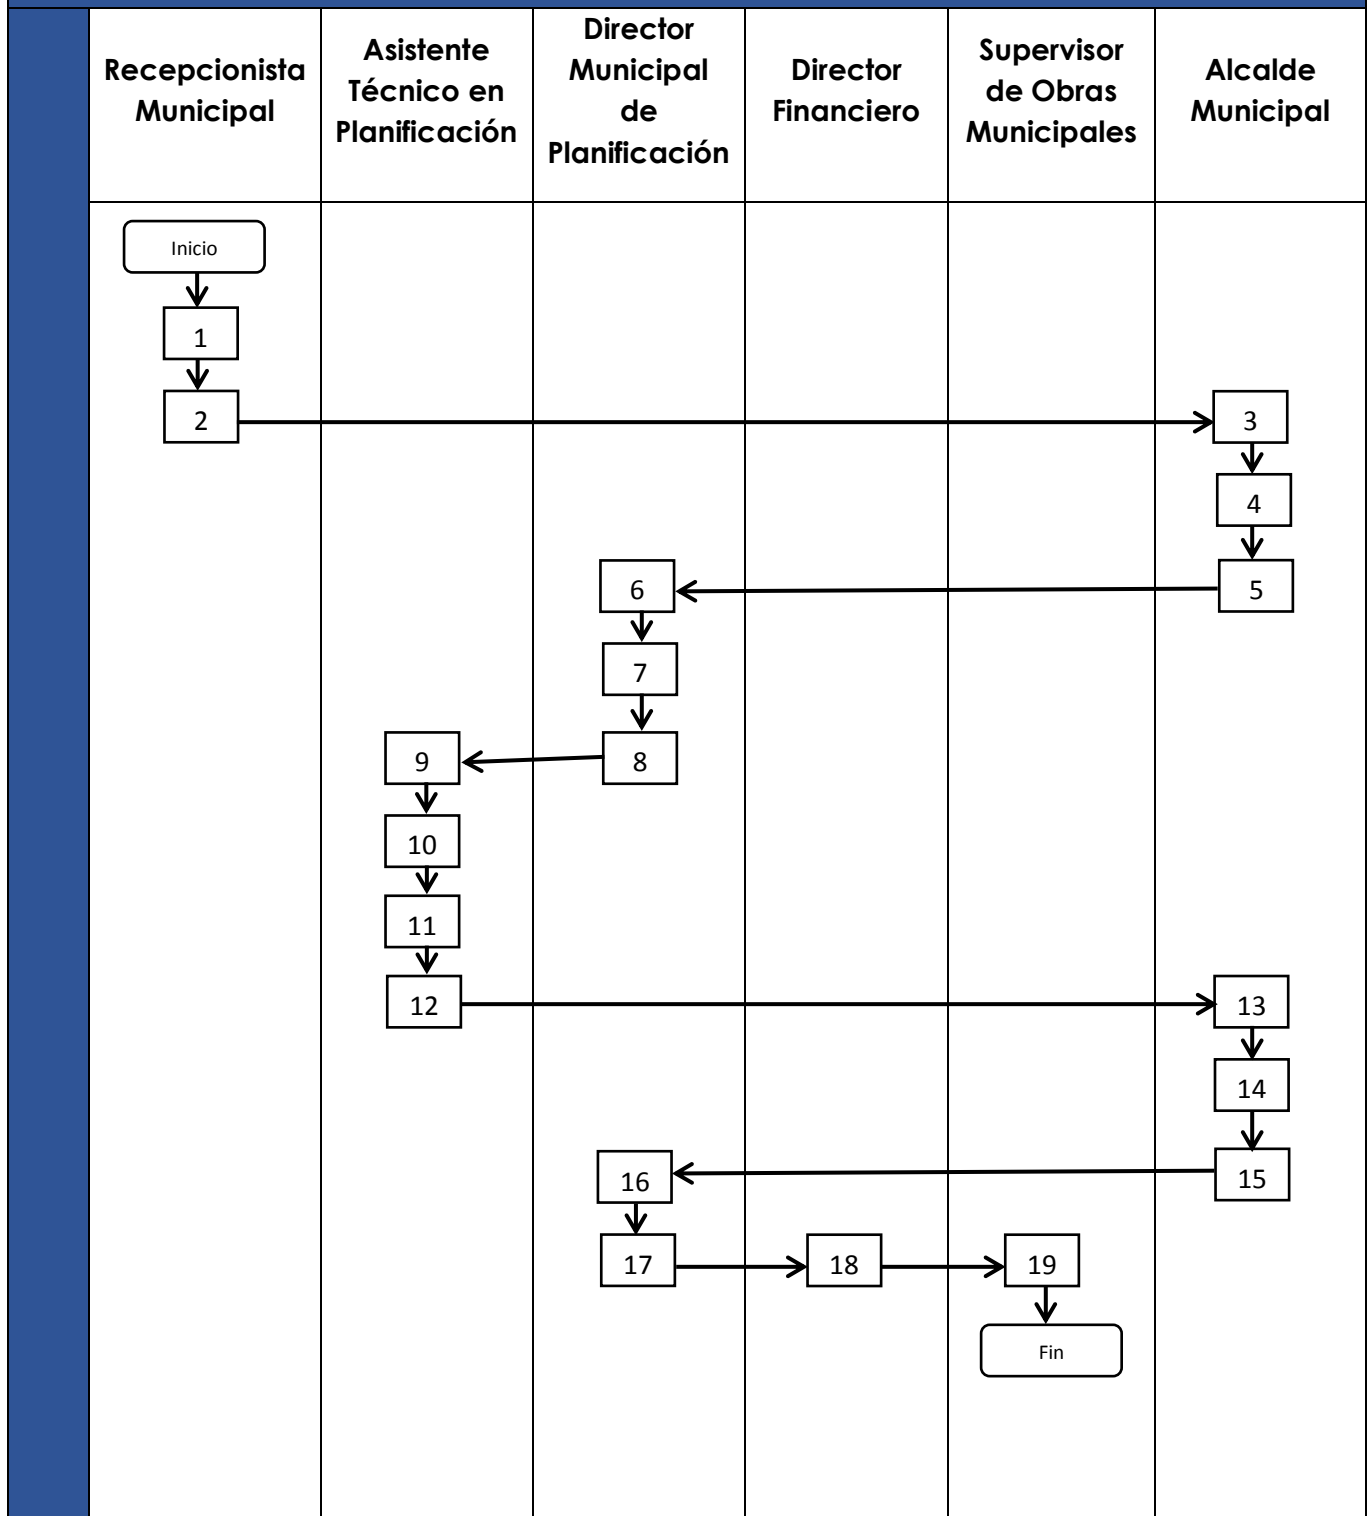 Recepcionista
Municipal
Asistente
Técnico en
Planificación
Director
Municipal
de
Planificación
Director
Financiero
Supervisor
de Obras
Municipales
Alcalde
Municipal
Inicio
1
2
3
4
5
6
7
8
9
10
11
12
13
14
15
16
17
18
19
Fin